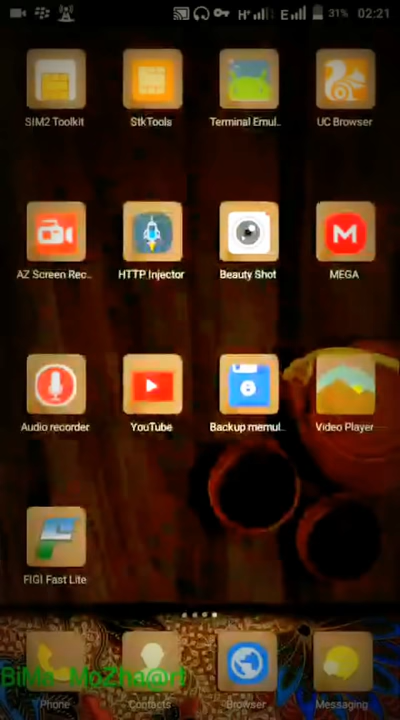 H+ E 31% 02:21
SIM2 Toolkit StkTools Terminal Emul.. UC Browser
AZ Screen Rec.. HTTP Injector Beauty Shot MEGA
Audio recorder YouTube Backup memul.. Video Player
FIGI Fast Lite
BiMa_MoZha@r!
Phone Contacts Browser Messaging